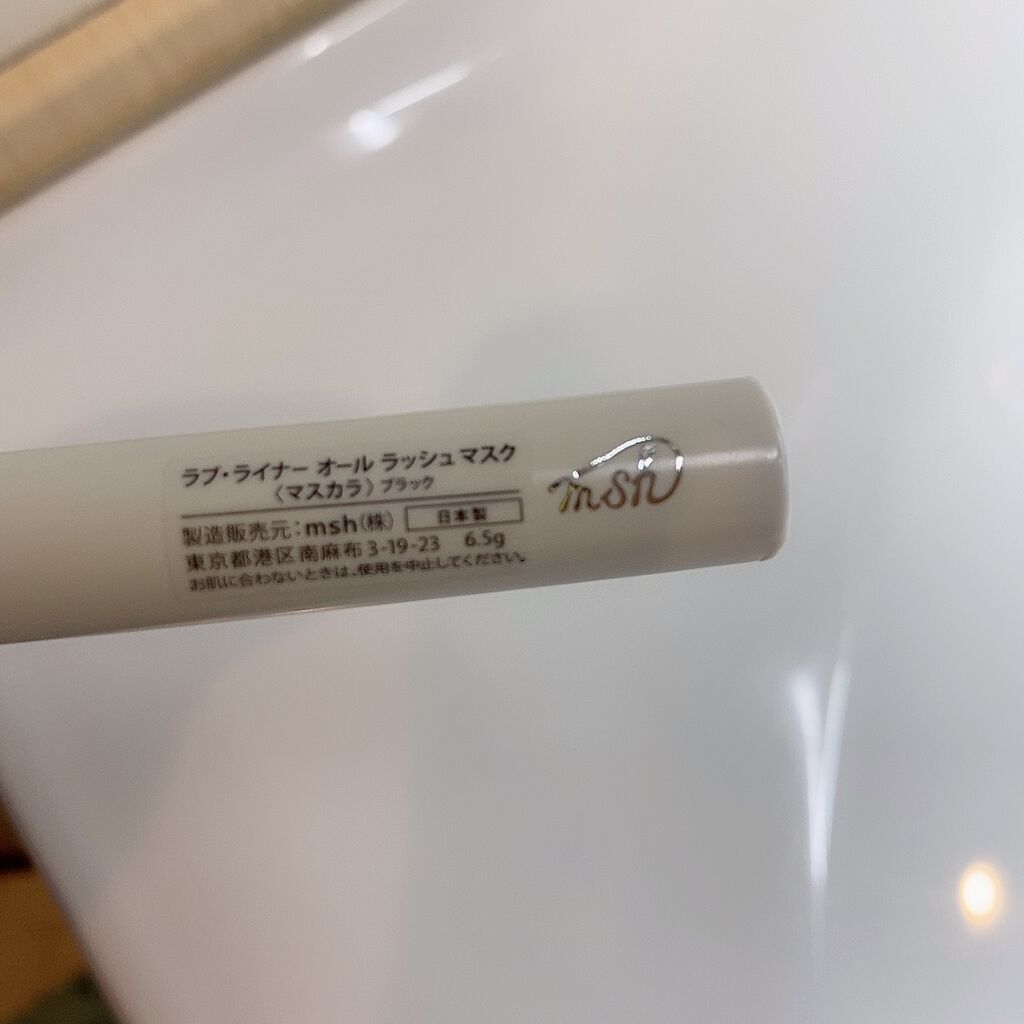 ラブ・ライナー オール ラッシュマスク
〈マスカラ〉ブラック
製造販売元:msh(株) 日本製
東京都港区南麻布3-19-23 6.5g
お肌に合わないときは、使用を中止してください。
msh